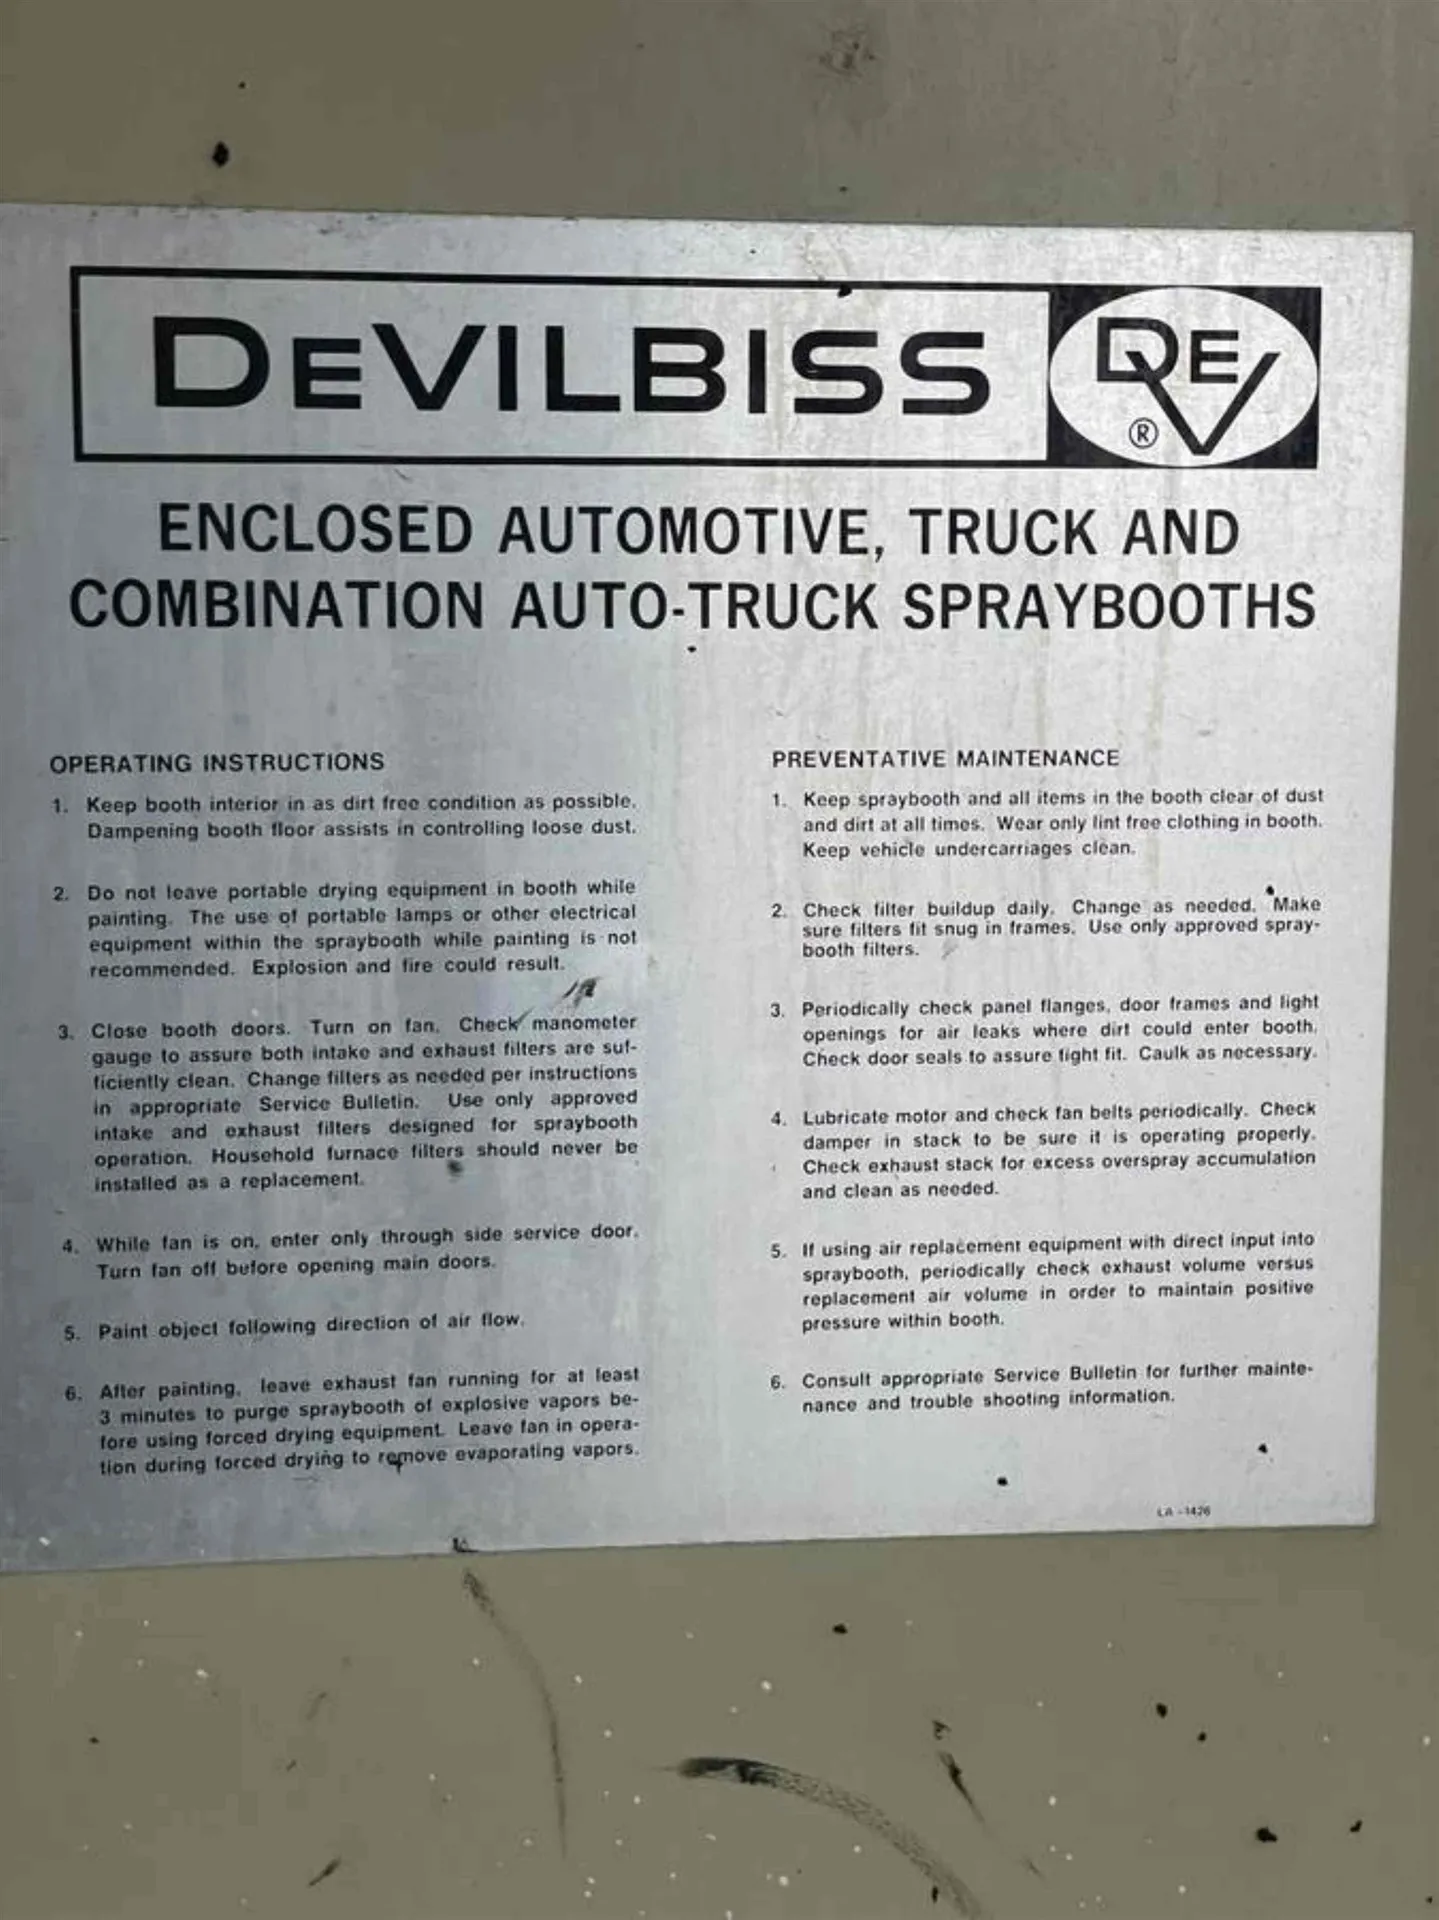 DEVILBISS
DEV
®
ENCLOSED AUTOMOTIVE, TRUCK AND
COMBINATION AUTO-TRUCK SPRAYBOOTHS
OPERATING INSTRUCTIONS
1. Keep booth interior in as dirt free condition as possible.
Dampening booth floor assists in controlling loose dust.
2. Do not leave portable drying equipment in booth while
painting. The use of portable lamps or other electrical
equipment within the spraybooth while painting is not
recommended. Explosion and fire could result.
3. Close booth doors. Turn on fan. Check manometer
gauge to assure both intake and exhaust filters are suf-
ficiently clean. Change filters as needed per instructions
in appropriate Service Bulletin. Use only approved
intake and exhaust filters designed for spraybooth
operation. Household furnace filters should never be
installed as a replacement.
4. While fan is on, enter only through side service door.
Turn fan off before opening main doors.
5. Paint object following direction of air flow.
6. After painting, leave exhaust fan running for at least
3 minutes to purge spraybooth of explosive vapors be-
fore using forced drying equipment. Leave fan in opera-
tion during forced drying to remove evaporating vapors.
PREVENTATIVE MAINTENANCE
1. Keep spraybooth and all items in the booth clear of dust
and dirt at all times. Wear only lint free clothing in booth.
Keep vehicle undercarriages clean.
2. Check filter buildup daily. Change as needed. Make
sure filters fit snug in frames. Use only approved spray-
booth filters.
3. Periodically check panel flanges, door frames and light
openings for air leaks where dirt could enter booth.
Check door seals to assure tight fit. Caulk as necessary.
4. Lubricate motor and check fan belts periodically. Check
damper in stack to be sure it is operating properly.
Check exhaust stack for excess overspray accumulation
and clean as needed.
5. If using air replacement equipment with direct input into
spraybooth, periodically check exhaust volume versus
replacement air volume in order to maintain positive
pressure within booth.
6. Consult appropriate Service Bulletin for further mainte-
nance and trouble shooting information.
LA-1426